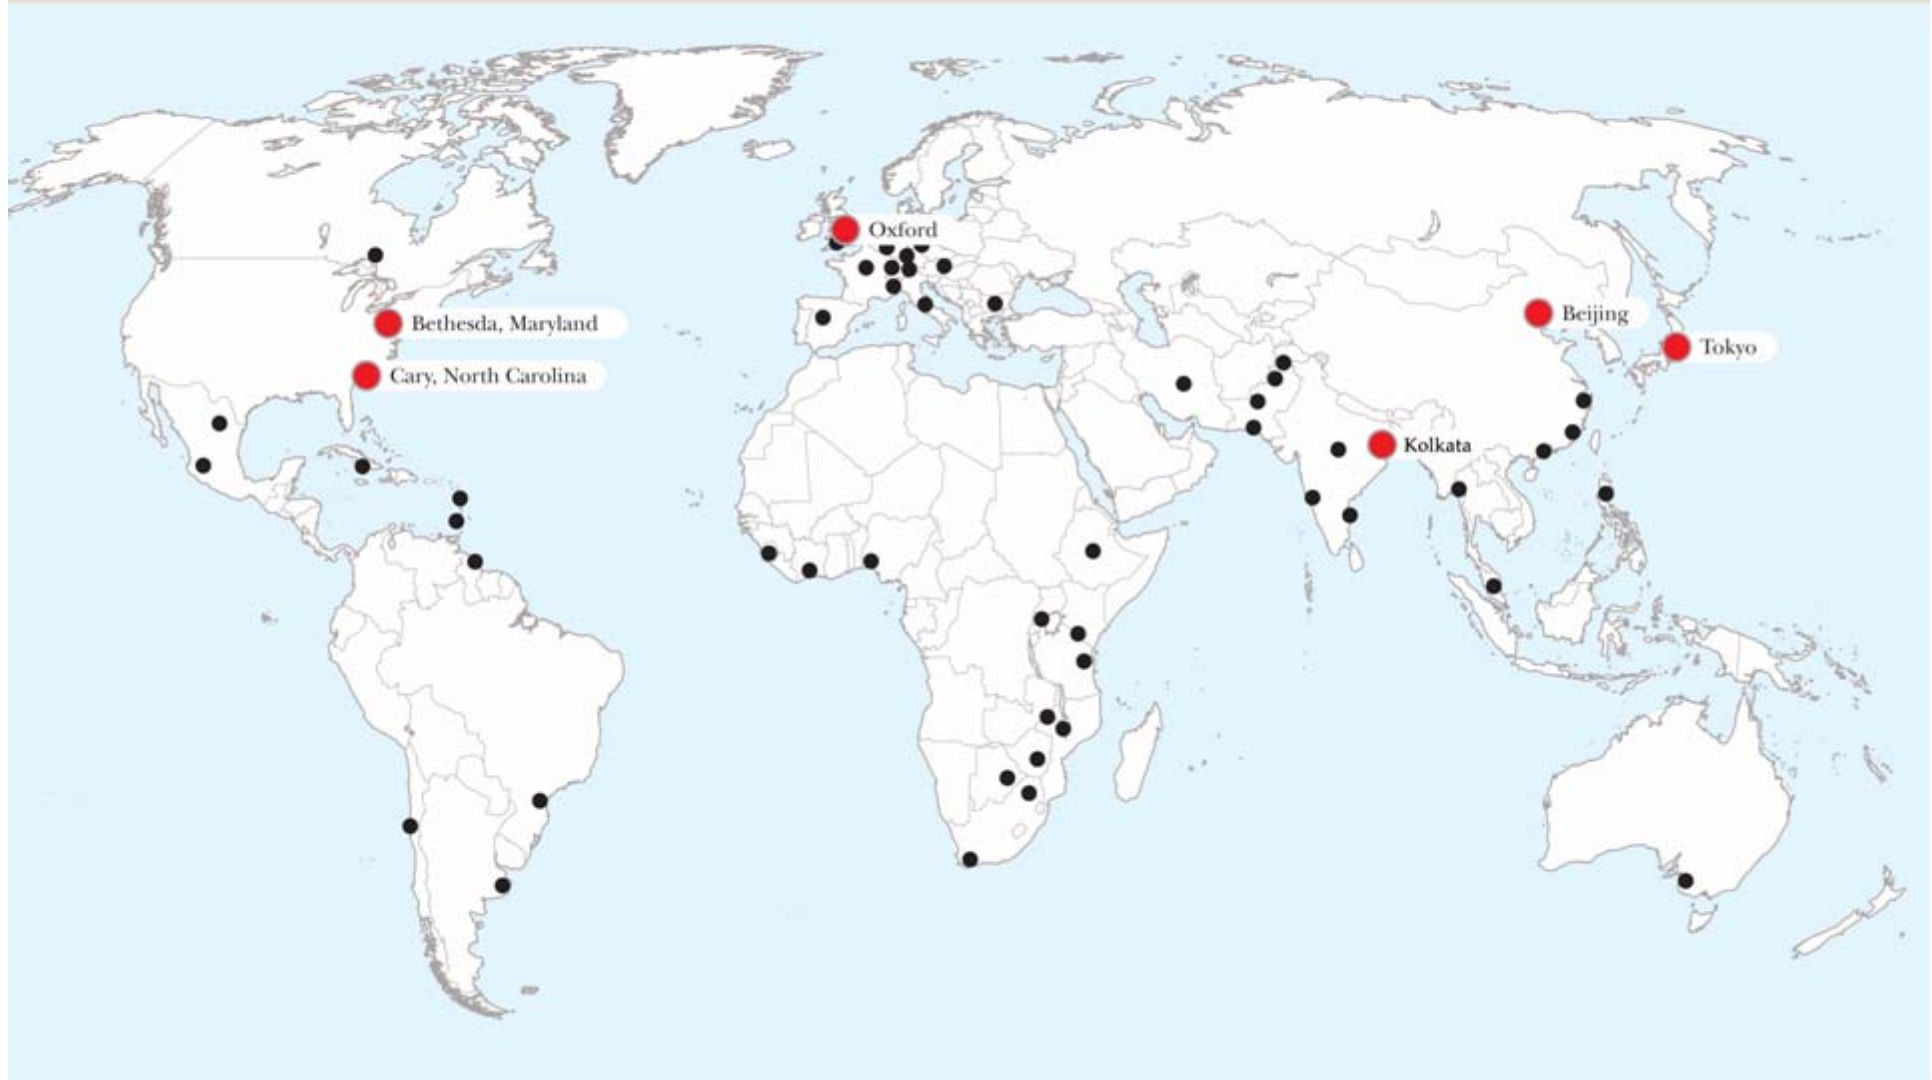 Oxford
Bethesda, Maryland
Beijing
Tokyo
Cary, North Carolina
Kolkata